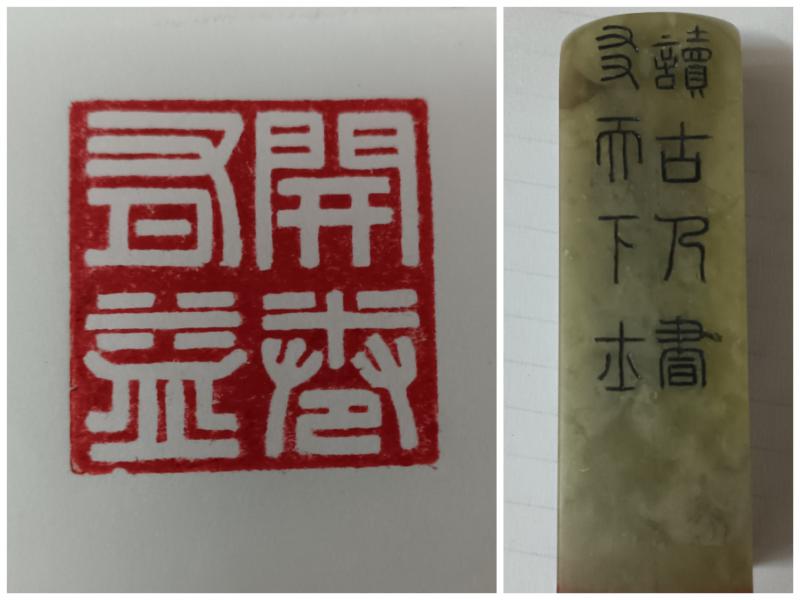 開卷
有益
讀古人書
友天下士